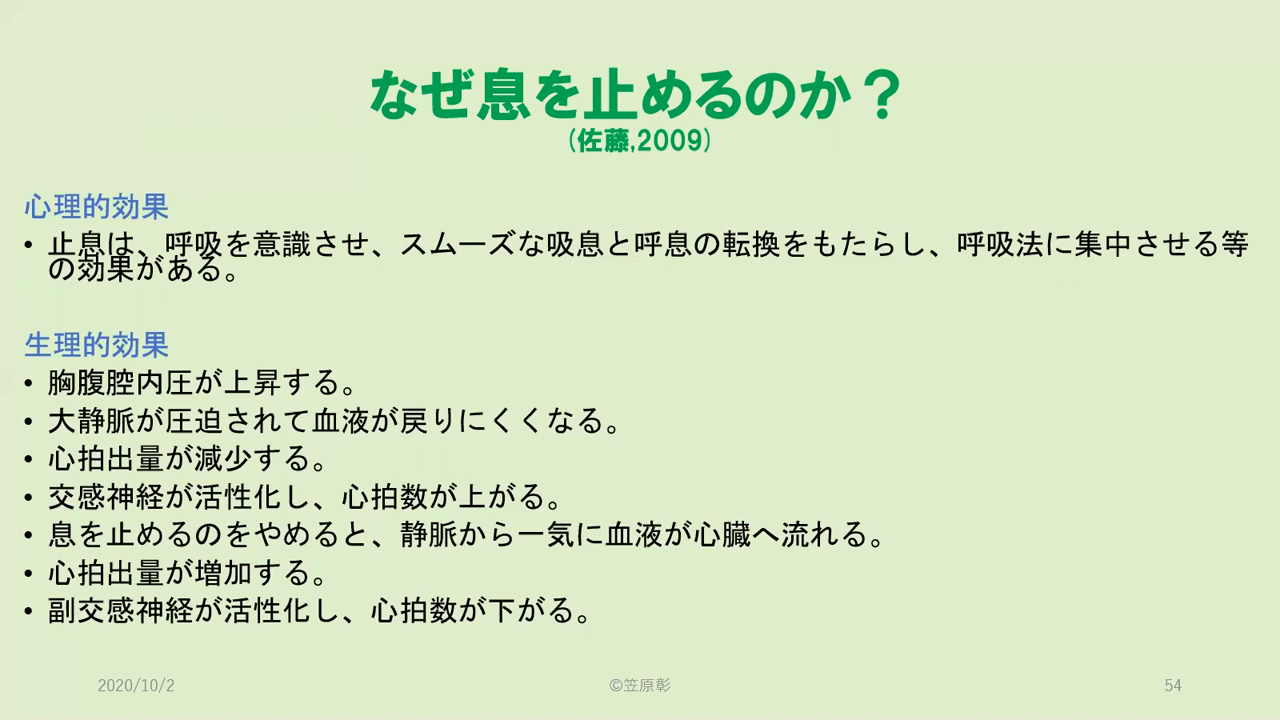 なぜ息を止めるのか？
(佐藤,2009)
心理的効果
• 止息は、呼吸を意識させ、スムーズな吸息と呼息の転換をもたらし、呼吸法に集中させる等
の効果がある。
生理的効果
• 胸腹腔内圧が上昇する。
• 大静脈が圧迫されて血液が戻りにくくなる。
• 心拍出量が減少する。
• 交感神経が活性化し、心拍数が上がる。
• 息を止めるのをやめると、静脈から一気に血液が心臓へ流れる。
• 心拍出量が増加する。
• 副交感神経が活性化し、心拍数が下がる。
2020/10/2
©笠原彰
54